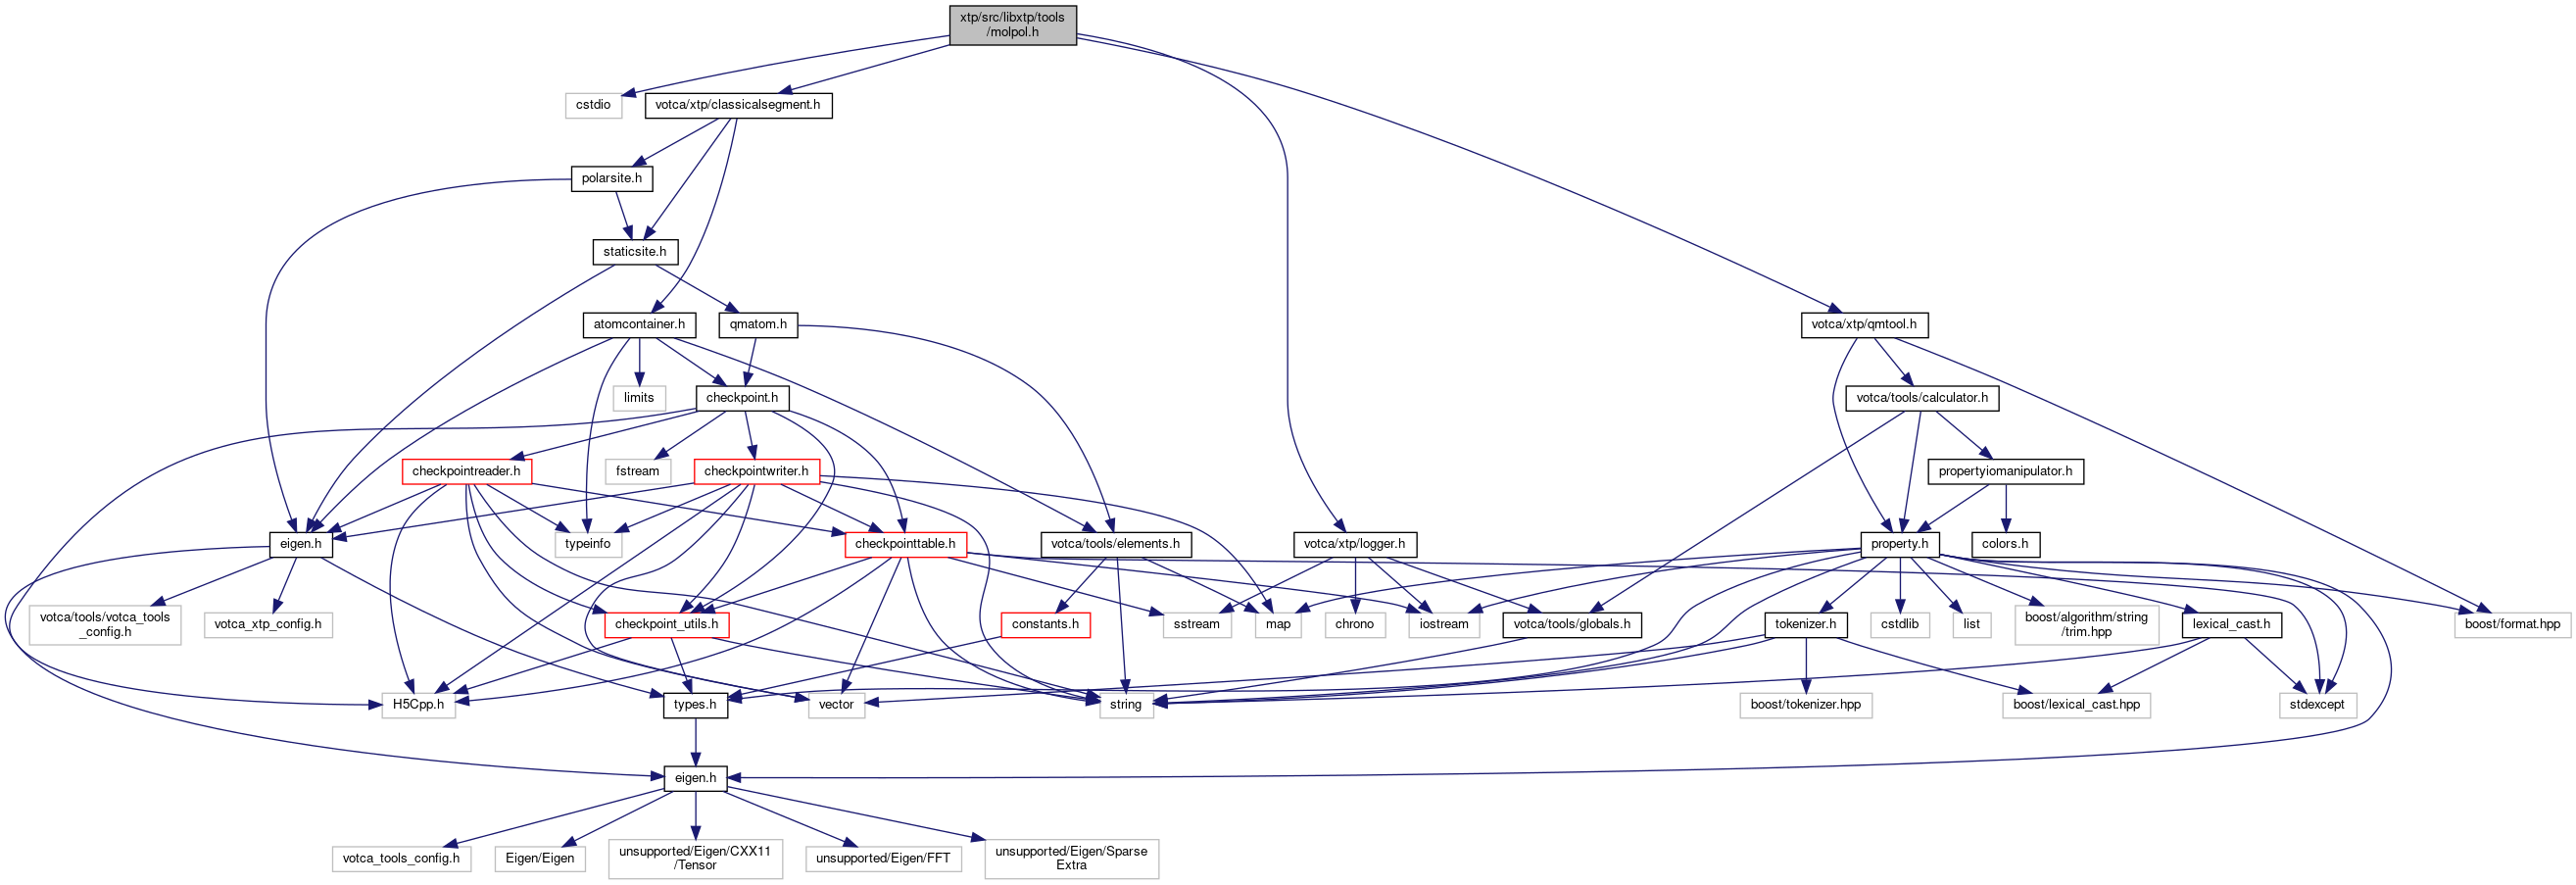 xtp/src/libxtp/tools
/molpol.h
cstdio
votca/xtp/classicalsegment.h
polarsite.h
staticsite.h
atomcontainer.h
qmatom.h
votca/xtp/qmtool.h
limits
checkpoint.h
votca/tools/calculator.h
checkpointreader.h
fstream
checkpointwriter.h
propertyiomanipulator.h
eigen.h
typeinfo
checkpointtable.h
votca/tools/elements.h
votca/xtp/logger.h
property.h
colors.h
votca/tools/votca_tools
_config.h
votca_xtp_config.h
checkpoint_utils.h
constants.h
sstream
map
chrono
iostream
votca/tools/globals.h
tokenizer.h
cstdlib
list
boost/algorithm/string
/trim.hpp
lexical_cast.h
boost/format.hpp
H5Cpp.h
types.h
vector
string
boost/tokenizer.hpp
boost/lexical_cast.hpp
stdexcept
eigen.h
votca_tools_config.h
Eigen/Eigen
unsupported/Eigen/CXX11
/Tensor
unsupported/Eigen/FFT
unsupported/Eigen/Sparse
Extra